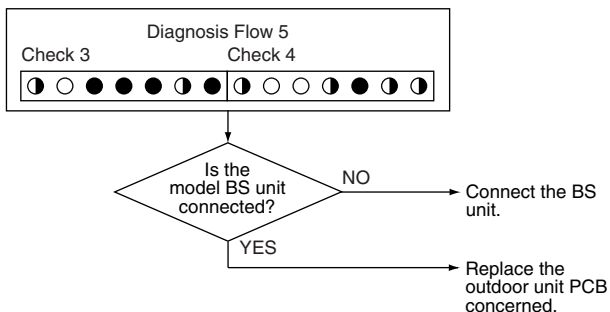 Diagnosis Flow 5
Check 3 Check 4
Is the
model BS unit
connected?
NO
Connect the BS
unit.
YES
Replace the
outdoor unit PCB
concerned.